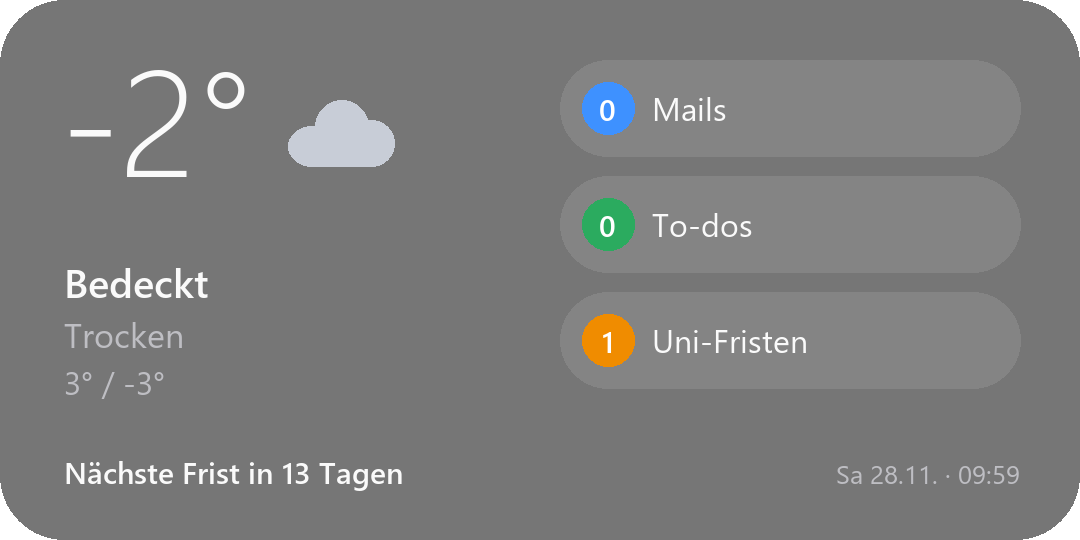 -2°
Bedeckt
Trocken
3° / -3°
0 Mails
0 To-dos
1 Uni-Fristen
Nächste Frist in 13 Tagen
Sa 28.11. · 09:59